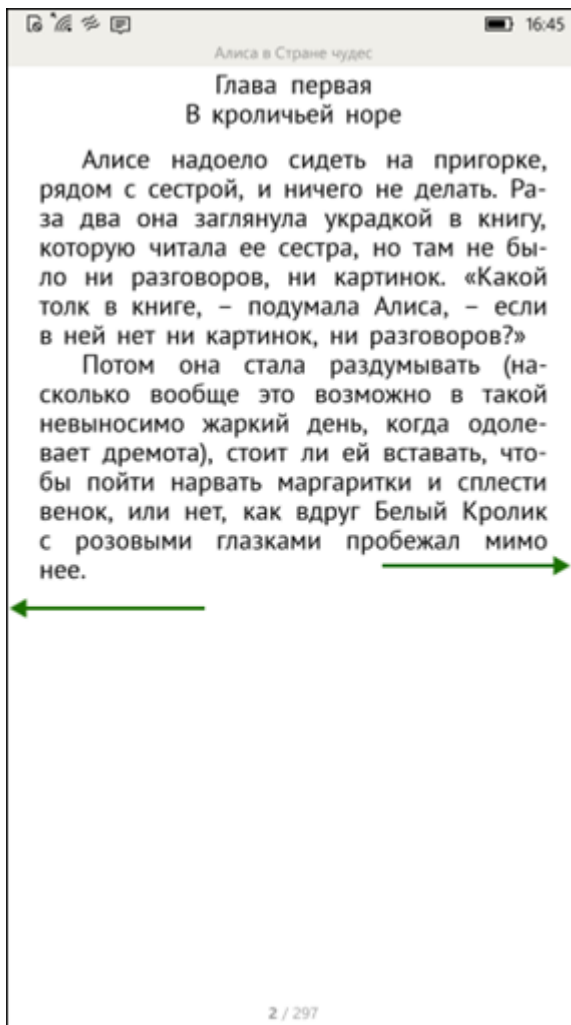 16:45
Алиса в Стране чудес
Глава первая
В кроличьей норе
Алисе надоело сидеть на пригорке,
рядом с сестрой, и ничего не делать. Ра-
за два она заглянула украдкой в книгу,
которую читала ее сестра, но там не бы-
ло ни разговоров, ни картинок. «Какой
толк в книге, – подумала Алиса, – если
в ней нет ни картинок, ни разговоров?»
Потом она стала раздумывать (на-
сколько вообще это возможно в такой
невыносимо жаркий день, когда одоле-
вает дремота), стоит ли ей вставать, что-
бы пойти нарвать маргаритки и сплести
венок, или нет, как вдруг Белый Кролик
с розовыми глазками пробежал мимо
нее.
2 / 297